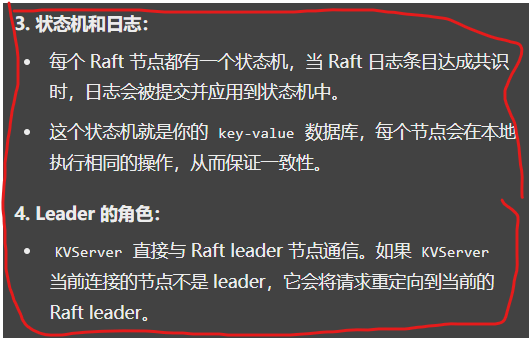 3. 状态机和日志：
• 每个 Raft 节点都有一个状态机，当 Raft 日志条目达成共识
时，日志会被提交并应用到状态机中。
• 这个状态机就是你的 key-value 数据库，每个节点会在本地
执行相同的操作，从而保证一致性。
4. Leader 的角色：
• KVServer 直接与 Raft leader 节点通信。如果 KVServer
当前连接的节点不是 leader，它会将请求重定向到当前的
Raft leader。